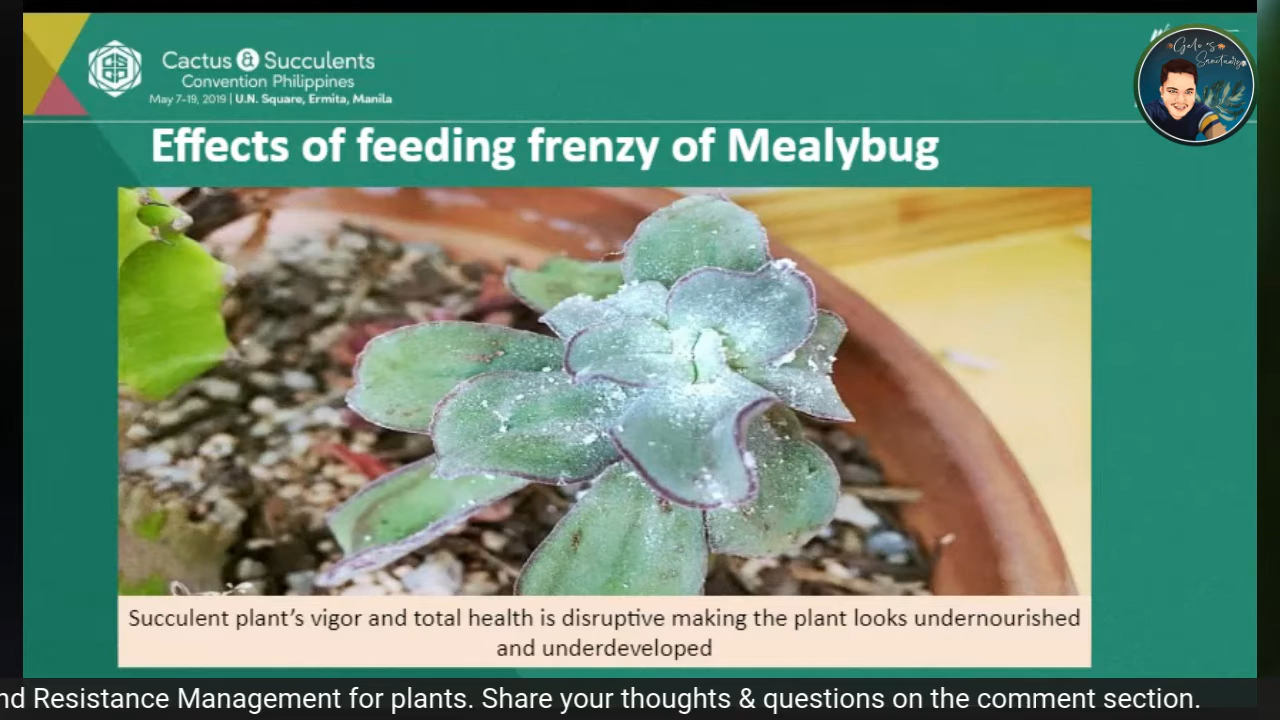 Cactus & Succulents
Convention Philippines
May 7-19, 2019 | U.N. Square, Ermita, Manila
Gelo's
Sanctuary
Effects of feeding frenzy of Mealybug
Succulent plant's vigor and total health is disruptive making the plant looks undernourished
and underdeveloped
nd Resistance Management for plants. Share your thoughts & questions on the comment section.